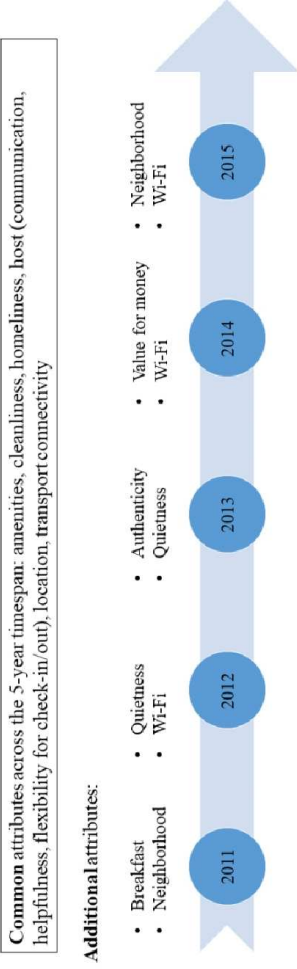 Common attributes across the 5-year timespan: amenities, cleanliness, homeliness, host (communication,
helpfulness, flexibility for check-in/out), location, transport connectivity
Additional attributes:
• Breakfast
• Neighborhood
• Quietness
• Wi-Fi
• Authenticity
• Quietness
• Value for money
• Wi-Fi
• Neighborhood
• Wi-Fi
2011
2012
2013
2014
2015